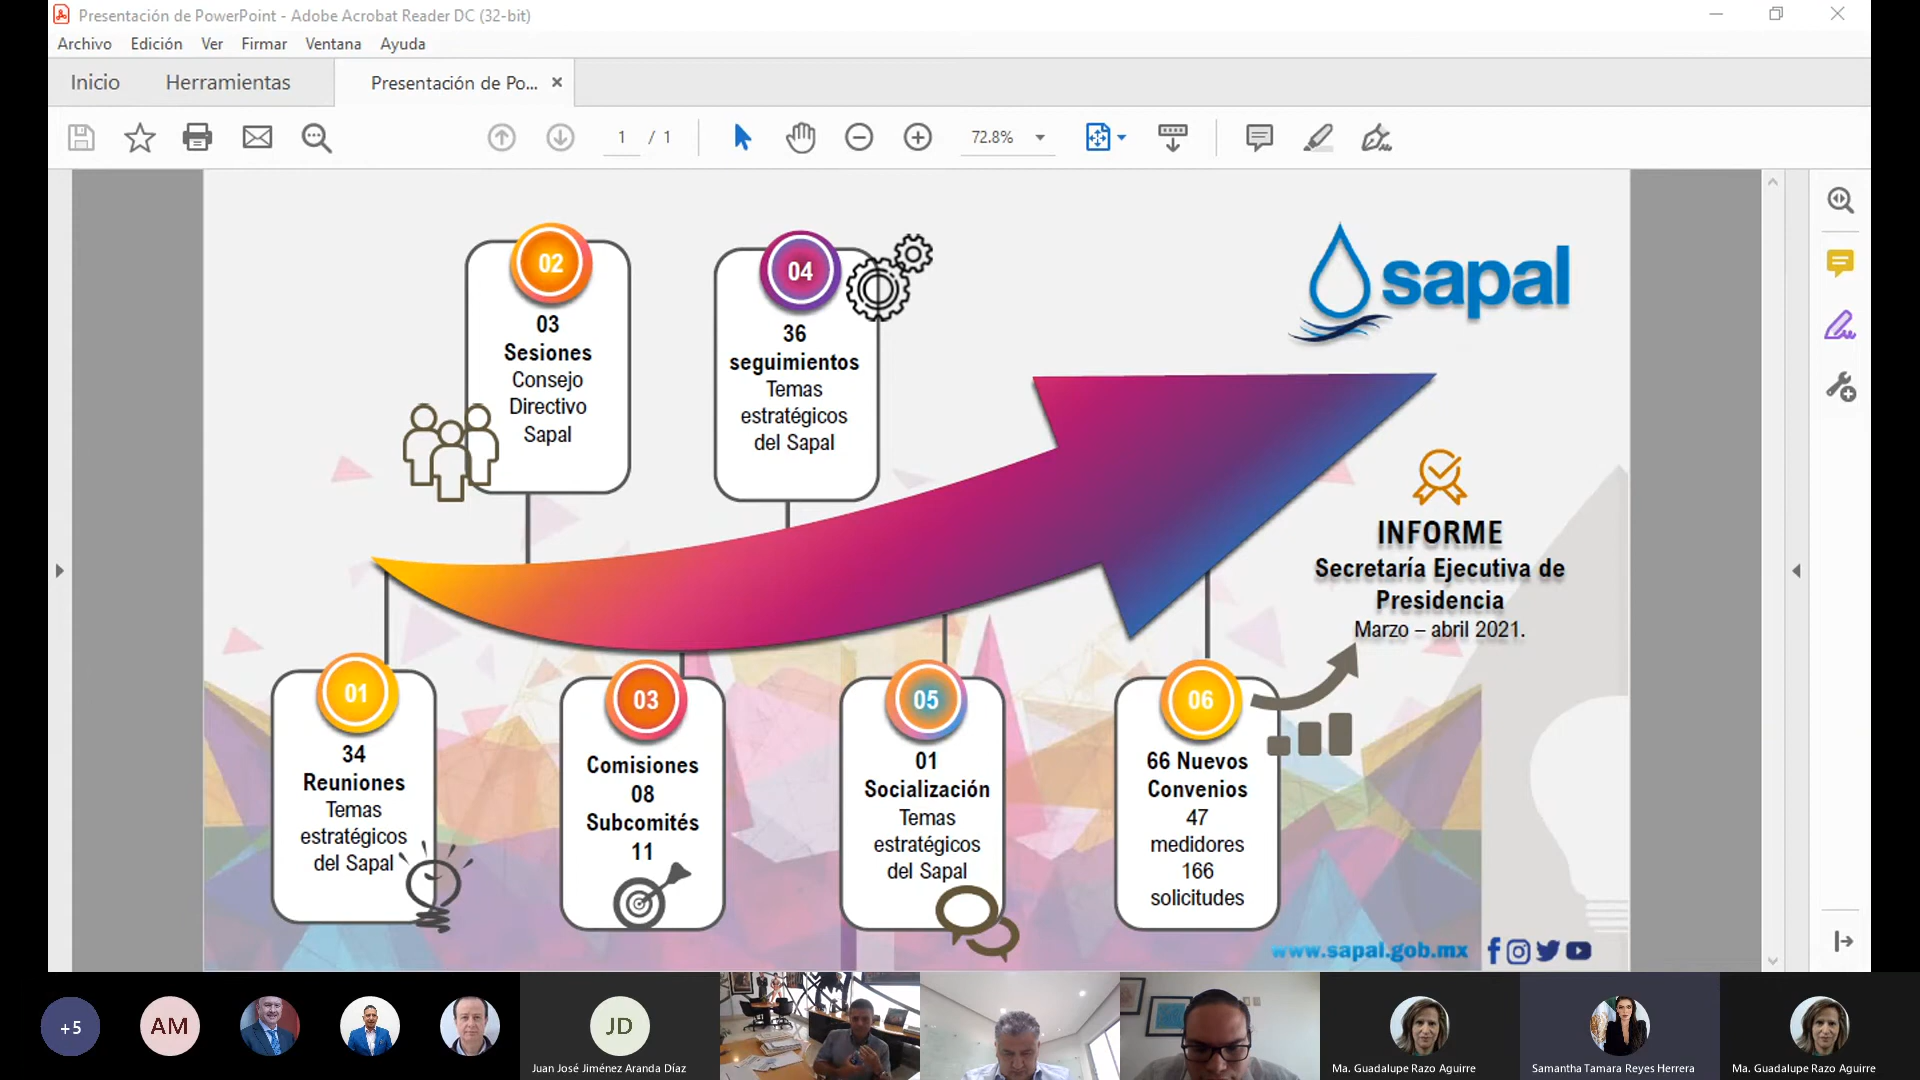 Presentación de PowerPoint - Adobe Acrobat Reader DC (32-bit)
Archivo Edición Ver Firmar Ventana Ayuda
Inicio Herramientas Presentación de Po... ×
1 / 1 72.8%
02
03
Sesiones
Consejo
Directivo
Sapal
04
36
seguimientos
Temas
estratégicos
del Sapal
sapal
INFORME
Secretaría Ejecutiva de
Presidencia
Marzo – abril 2021.
01
34
Reuniones
Temas
estratégicos
del Sapal
03
Comisiones
08
Subcomités
11
05
01
Socialización
Temas
estratégicos
del Sapal
06
66 Nuevos
Convenios
47
medidores
166
solicitudes
www.sapal.gob.mx
+5
AM
JD
Juan José Jiménez Aranda Díaz
Ma. Guadalupe Razo Aguirre
Samantha Tamara Reyes Herrera
Ma. Guadalupe Razo Aguirre